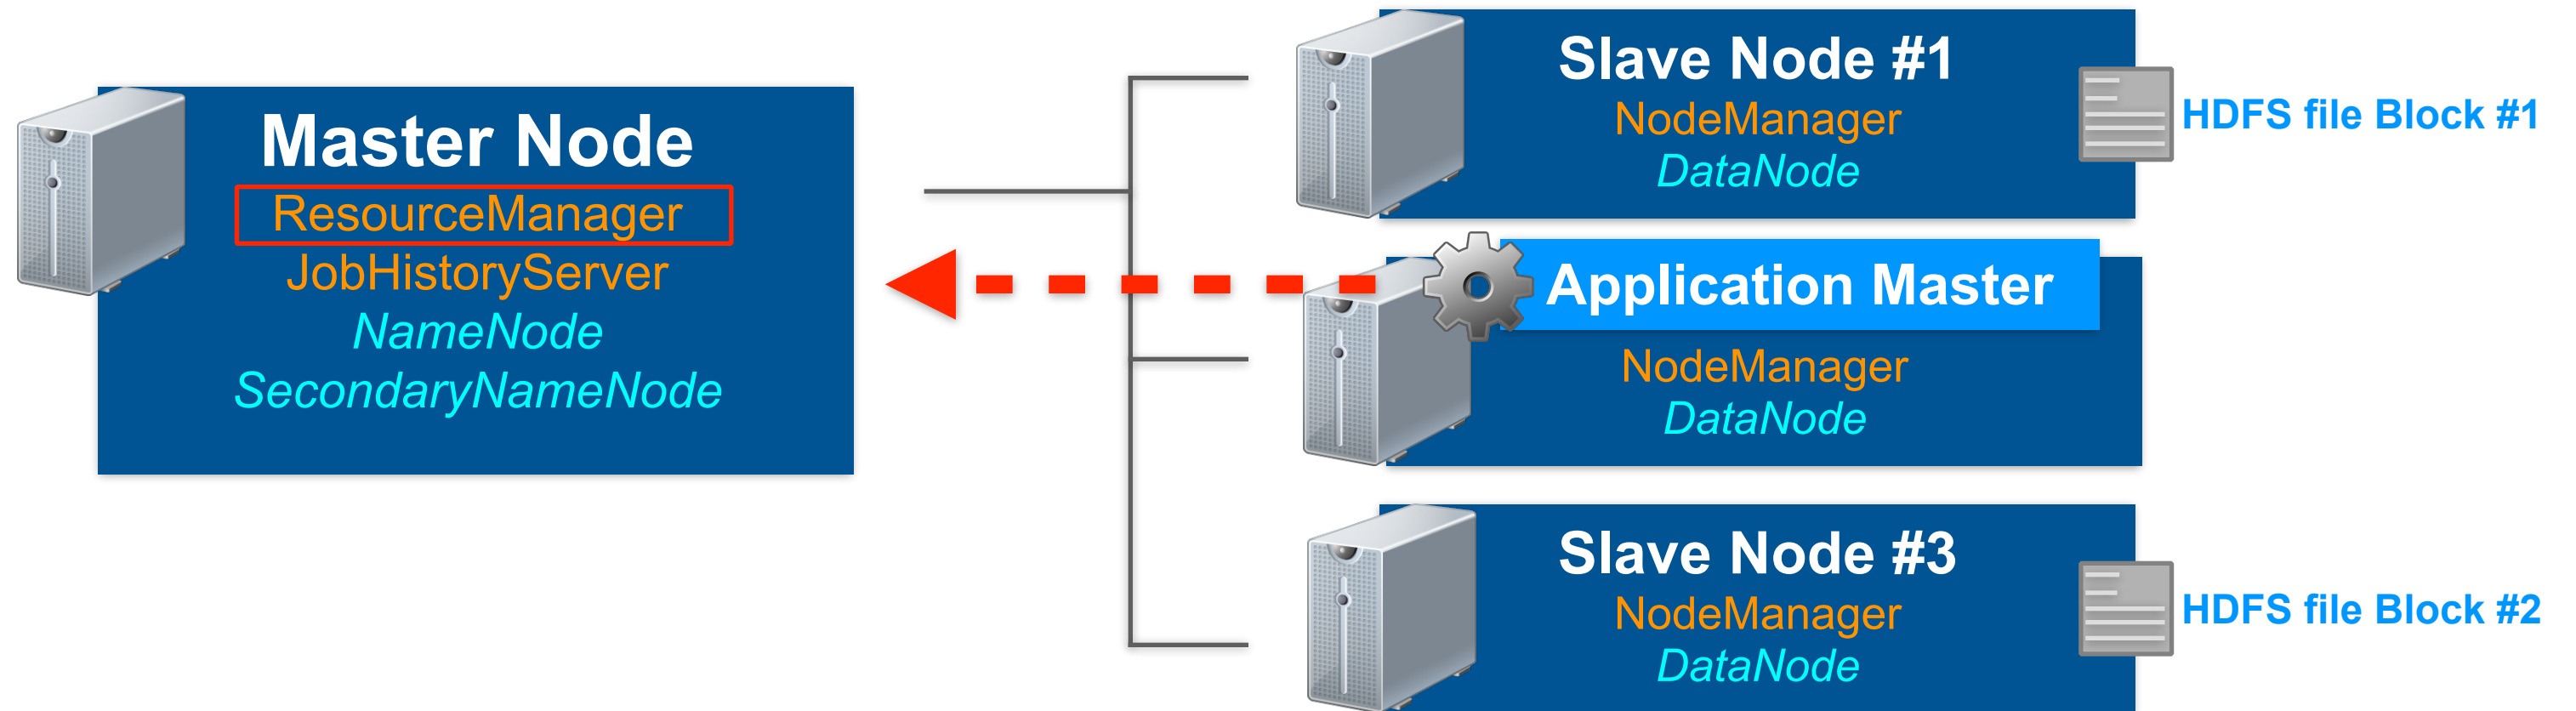 Master Node
ResourceManager
JobHistoryServer
NameNode
SecondaryNameNode
Slave Node #1
NodeManager
DataNode
HDFS file Block #1
Application Master
NodeManager
DataNode
Slave Node #3
NodeManager
DataNode
HDFS file Block #2